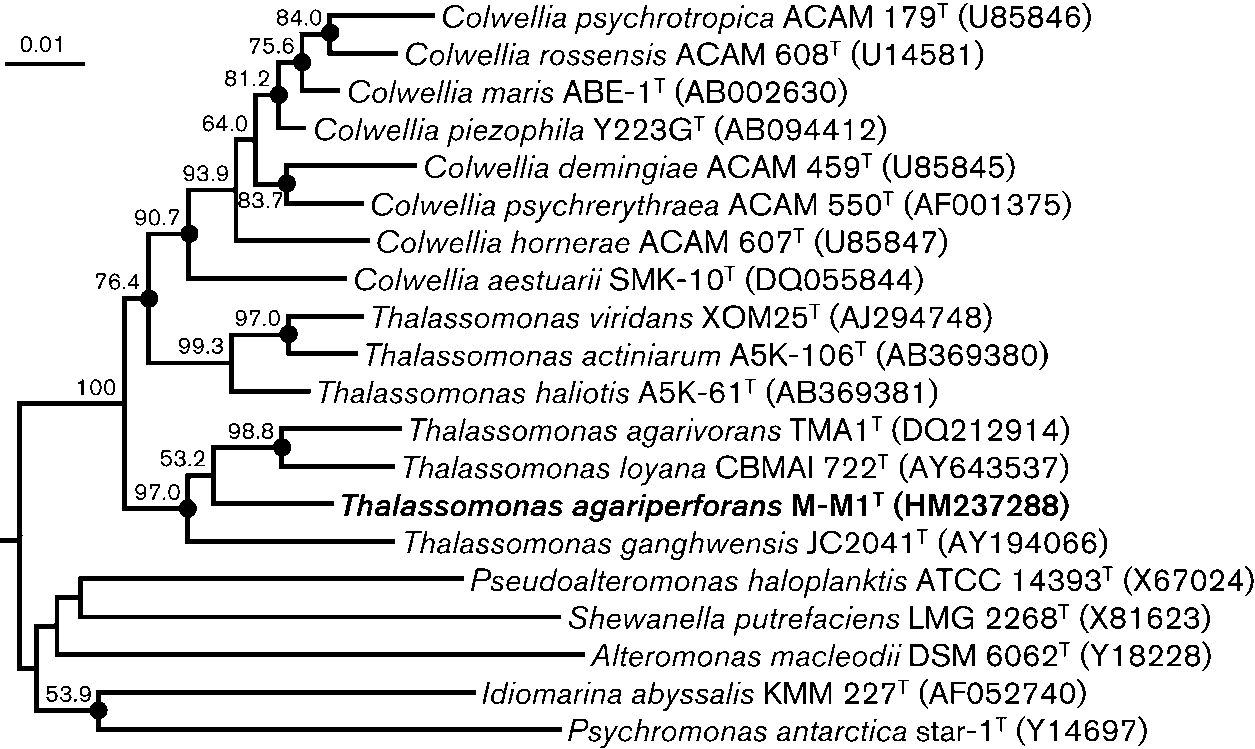 84.0
Colwellia psychrotropica ACAM 179ᵀ (U85846)
0.01
75.6
Colwellia rossensis ACAM 608ᵀ (U14581)
81.2
Colwellia maris ABE-1ᵀ (AB002630)
64.0
Colwellia piezophila Y223Gᵀ (AB094412)
93.9
Colwellia demingiae ACAM 459ᵀ (U85845)
83.7
Colwellia psychrerythraea ACAM 550ᵀ (AF001375)
90.7
Colwellia hornerae ACAM 607ᵀ (U85847)
76.4
Colwellia aestuarii SMK-10ᵀ (DQ055844)
97.0
Thalassomonas viridans XOM25ᵀ (AJ294748)
99.3
Thalassomonas actiniarum A5K-106ᵀ (AB369380)
100
Thalassomonas haliotis A5K-61ᵀ (AB369381)
98.8
Thalassomonas agarivorans TMA1ᵀ (DQ212914)
53.2
Thalassomonas loyana CBMAI 722ᵀ (AY643537)
97.0
Thalassomonas agariperforans M-M1ᵀ (HM237288)
Thalassomonas ganghwensis JC2041ᵀ (AY194066)
Pseudoalteromonas haloplanktis ATCC 14393ᵀ (X67024)
Shewanella putrefaciens LMG 2268ᵀ (X81623)
Alteromonas macleodii DSM 6062ᵀ (Y18228)
53.9
Idiomarina abyssalis KMM 227ᵀ (AF052740)
Psychromonas antarctica star-1ᵀ (Y14697)